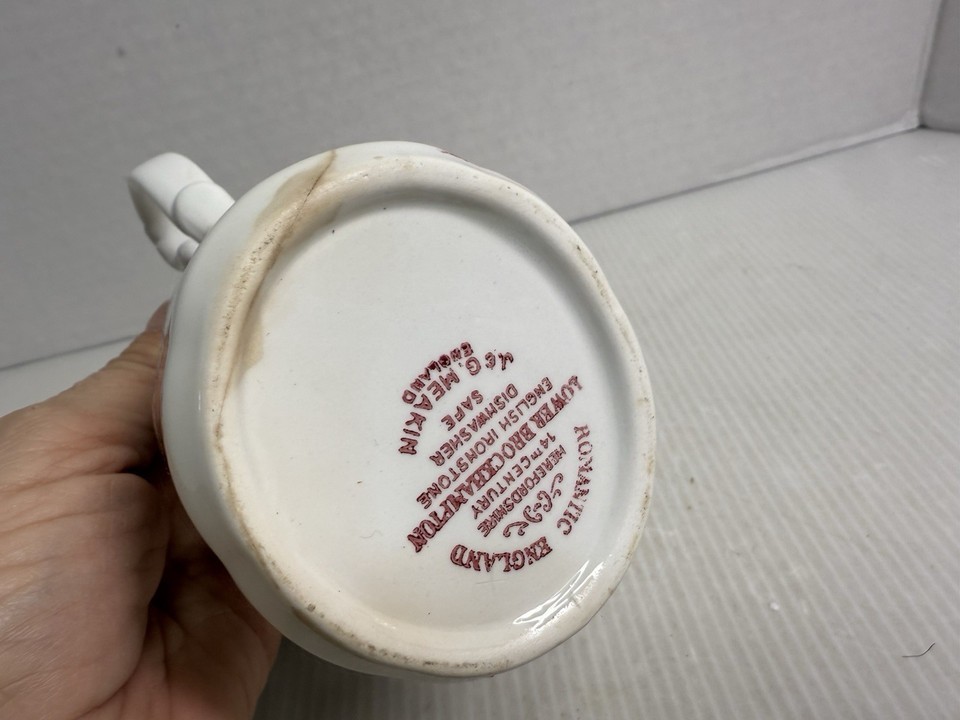 ROMANTIC ENGLAND
HEREFORDSHIRE
14TH CENTURY
LOWER BROCKHAMPTON
ENGLISH IRONSTONE
DISHWASHER
SAFE
J & G. MEAKIN
ENGLAND